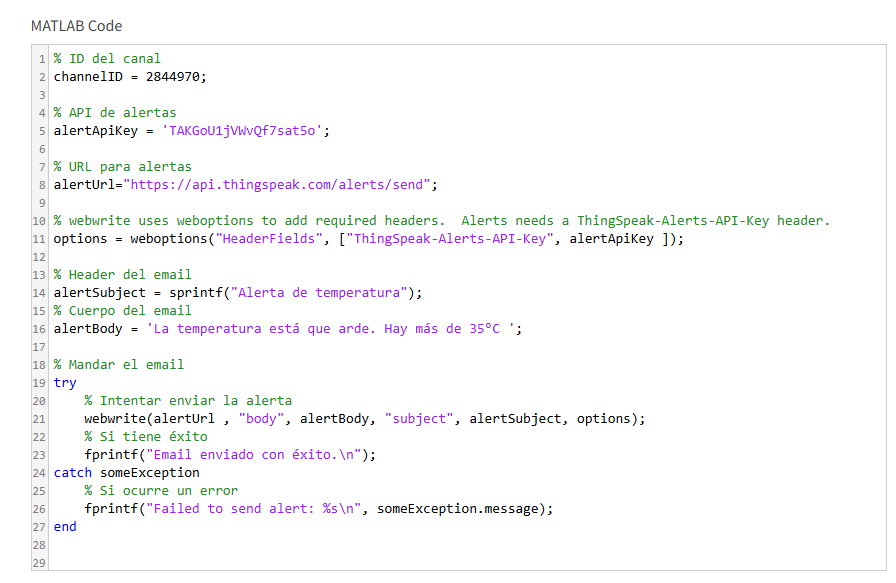 MATLAB Code
1 % ID del canal
2 channelID = 2844970;
3
4 % API de alertas
5 alertApiKey = 'TAKGoU1jVWvQf7sat5o';
6
7 % URL para alertas
8 alertUrl="https://api.thingspeak.com/alerts/send";
9
10 % webwrite uses weboptions to add required headers.  Alerts needs a ThingSpeak-Alerts-API-Key header.
11 options = weboptions("HeaderFields", ["ThingSpeak-Alerts-API-Key", alertApiKey ]);
12
13 % Header del email
14 alertSubject = sprintf("Alerta de temperatura");
15 % Cuerpo del email
16 alertBody = 'La temperatura está que arde. Hay más de 35ºC ';
17
18 % Mandar el email
19 try
20     % Intentar enviar la alerta
21     webwrite(alertUrl , "body", alertBody, "subject", alertSubject, options);
22     % Si tiene éxito
23     fprintf("Email enviado con éxito.\n");
24 catch someException
25     % Si ocurre un error
26     fprintf("Failed to send alert: %s\n", someException.message);
27 end
28
29